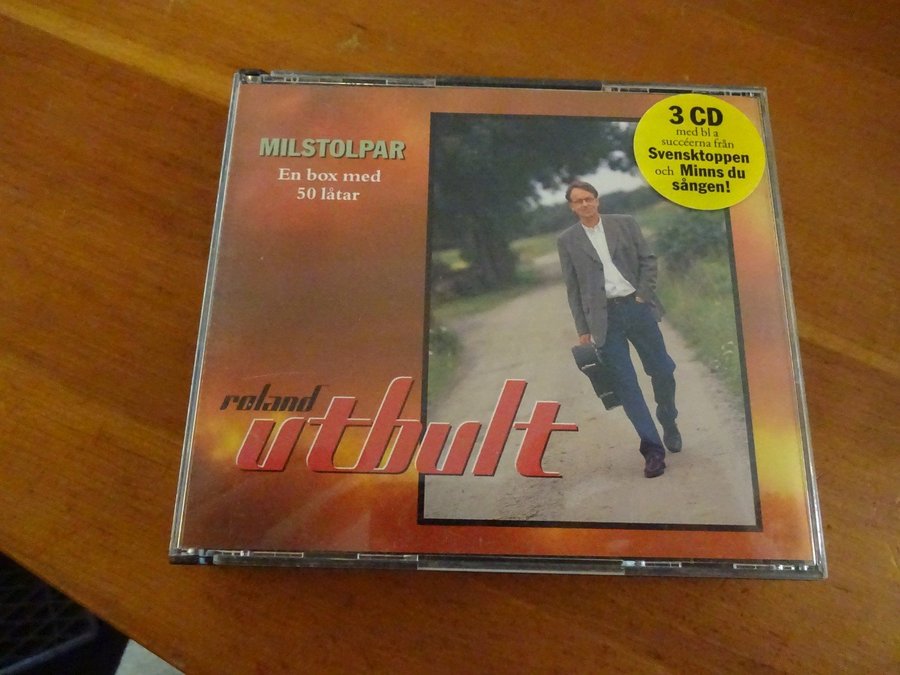 MILSTOLPAR
En box med
50 låtar
3 CD
med bl a
succéerna från
Svensktoppen
och Minns du
sången!
roland
utbult